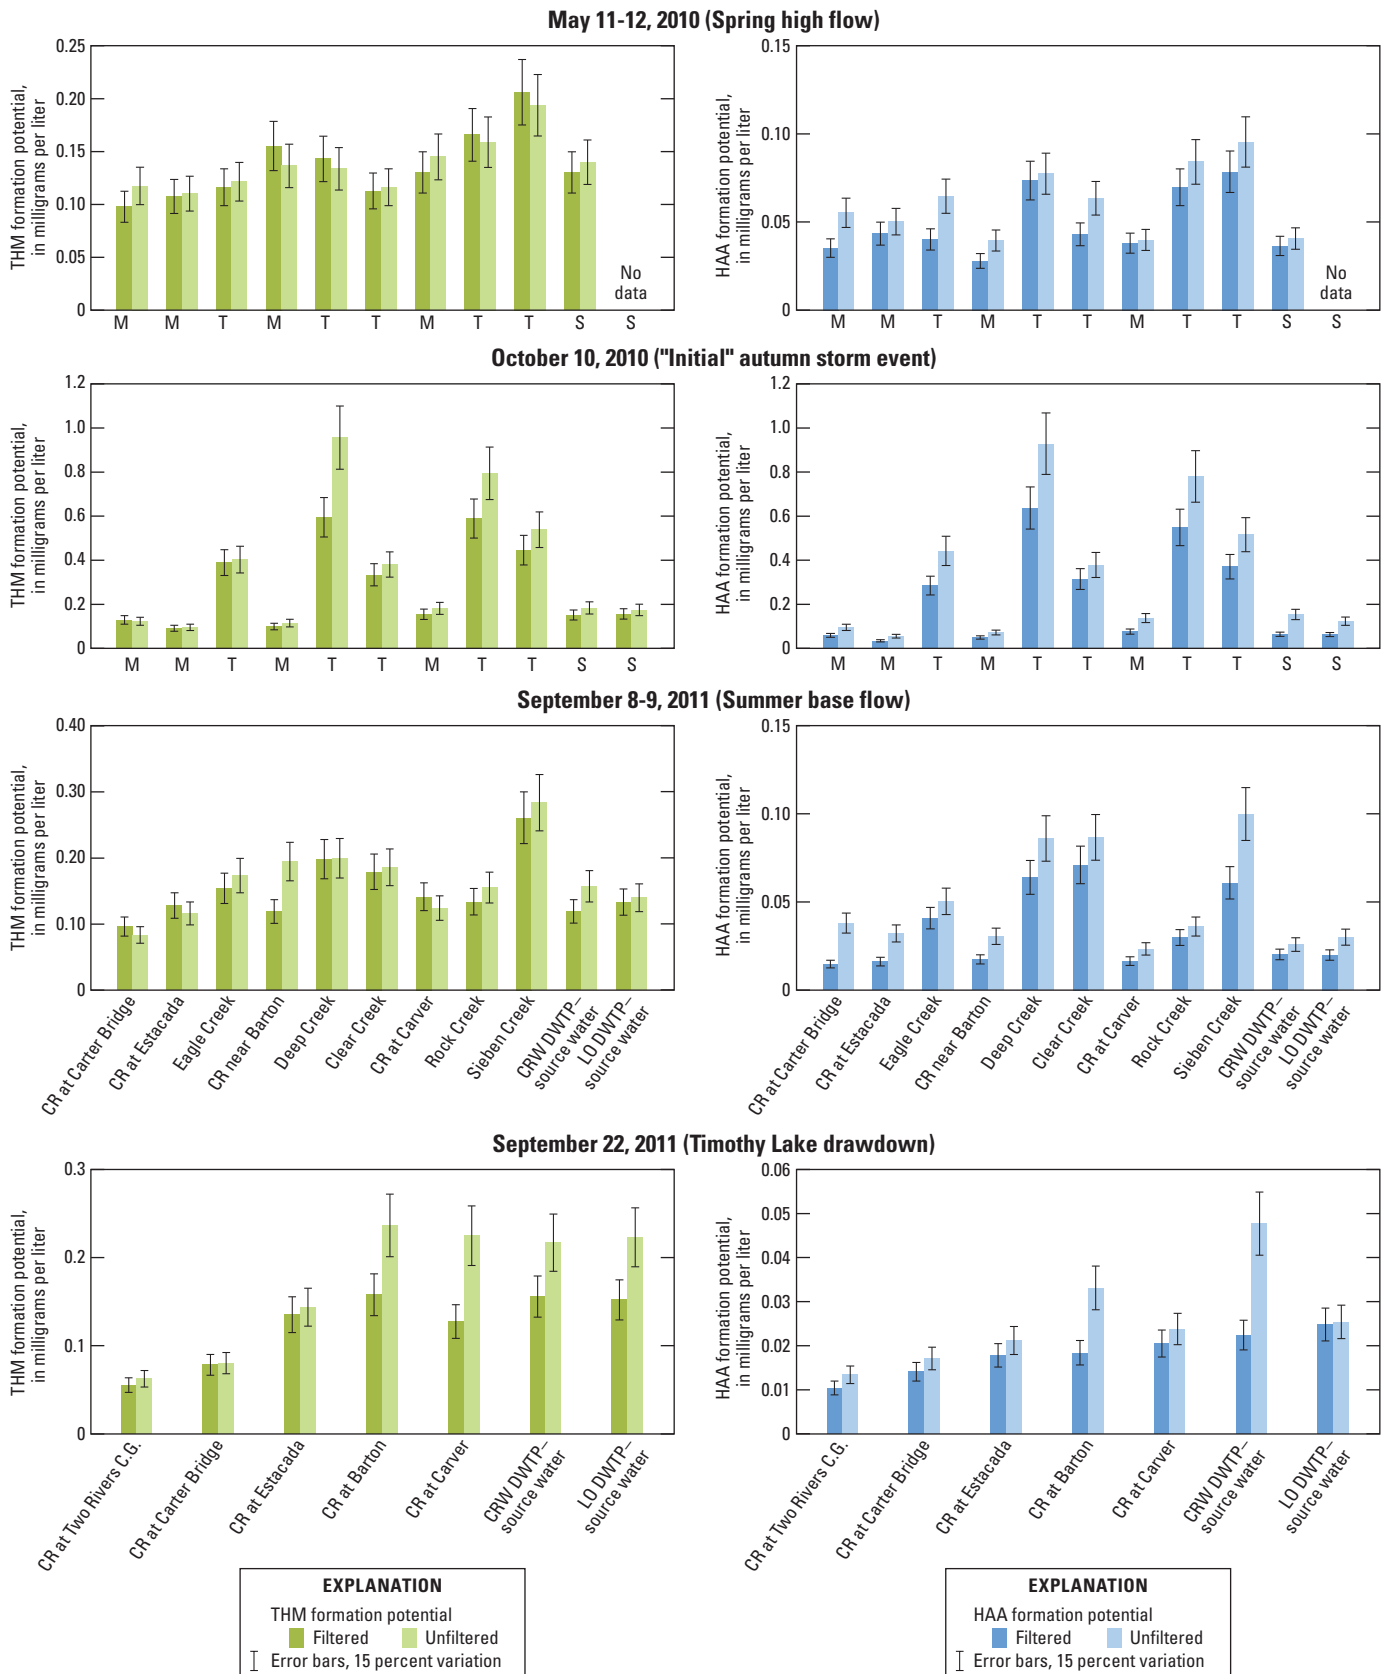 May 11-12, 2010 (Spring high flow)
THM formation potential,
in milligrams per liter
0.25
0.20
0.15
0.10
0.05
0
No
data
M M T M T T M T T S S
HAA formation potential,
in milligrams per liter
0.15
0.10
0.05
0
No
data
M M T M T T M T T S S
October 10, 2010 ("Initial" autumn storm event)
THM formation potential,
in milligrams per liter
1.2
1.0
0.8
0.6
0.4
0.2
0
M M T M T T M T T S S
HAA formation potential,
in milligrams per liter
1.2
1.0
0.8
0.6
0.4
0.2
0
M M T M T T M T T S S
September 8-9, 2011 (Summer base flow)
THM formation potential,
in milligrams per liter
0.40
0.30
0.20
0.10
0
CR at Carter Bridge
CR at Estacada
Eagle Creek
CR near Barton
Deep Creek
Clear Creek
CR at Carver
Rock Creek
Sieben Creek
CRW DWTP–
source water
LO DWTP–
source water
HAA formation potential,
in milligrams per liter
0.15
0.10
0.05
0
CR at Carter Bridge
CR at Estacada
Eagle Creek
CR near Barton
Deep Creek
Clear Creek
CR at Carver
Rock Creek
Sieben Creek
CRW DWTP–
source water
LO DWTP–
source water
September 22, 2011 (Timothy Lake drawdown)
THM formation potential,
in milligrams per liter
0.3
0.2
0.1
0
CR at Two Rivers C.G.
CR at Carter Bridge
CR at Estacada
CR at Barton
CR at Carver
CRW DWTP–
source water
LO DWTP–
source water
HAA formation potential,
in milligrams per liter
0.06
0.05
0.04
0.03
0.02
0.01
0
CR at Two Rivers C.G.
CR at Carter Bridge
CR at Estacada
CR at Barton
CR at Carver
CRW DWTP–
source water
LO DWTP–
source water
EXPLANATION
THM formation potential
Filtered Unfiltered
Error bars, 15 percent variation
EXPLANATION
HAA formation potential
Filtered Unfiltered
Error bars, 15 percent variation